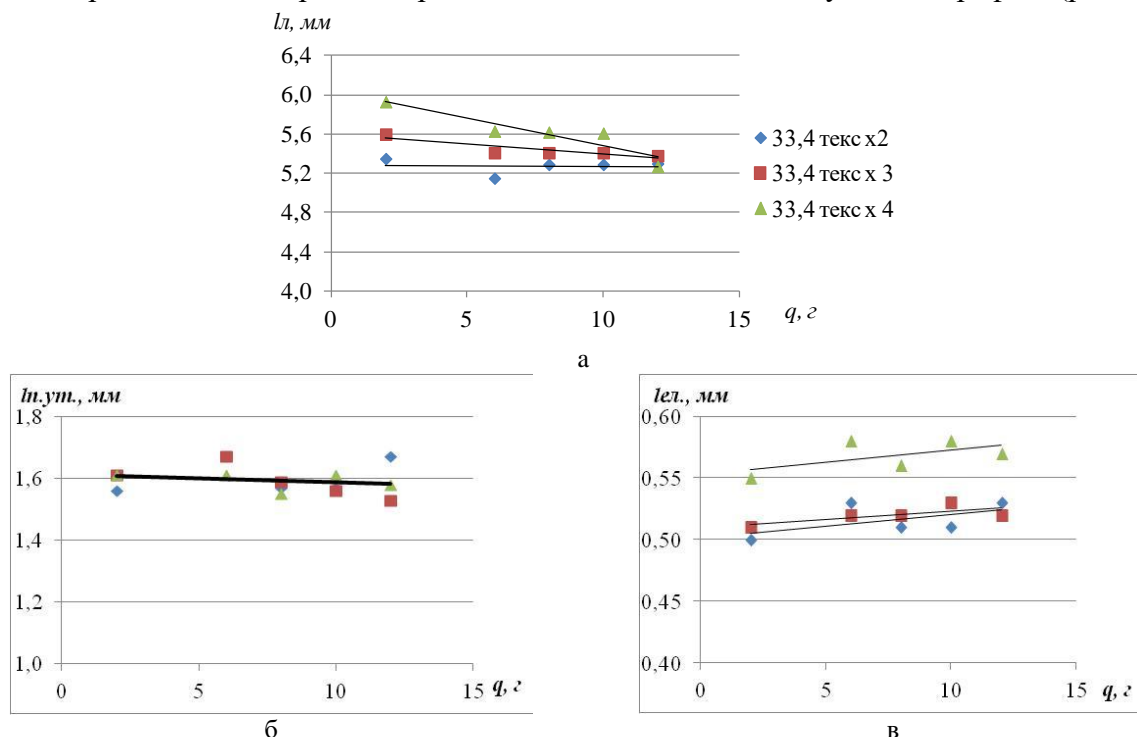 lл, мм
6,4
6,0
5,6
5,2
4,8
4,4
4,0
0 5 10 15 q, г
33,4 текс х2
33,4 текс х 3
33,4 текс х 4
а
lп.ут., мм
1,8
1,6
1,4
1,2
1,0
0 5 10 15 q, г
б
lел., мм
0,60
0,55
0,50
0,45
0,40
0 5 10 15 q, г
в